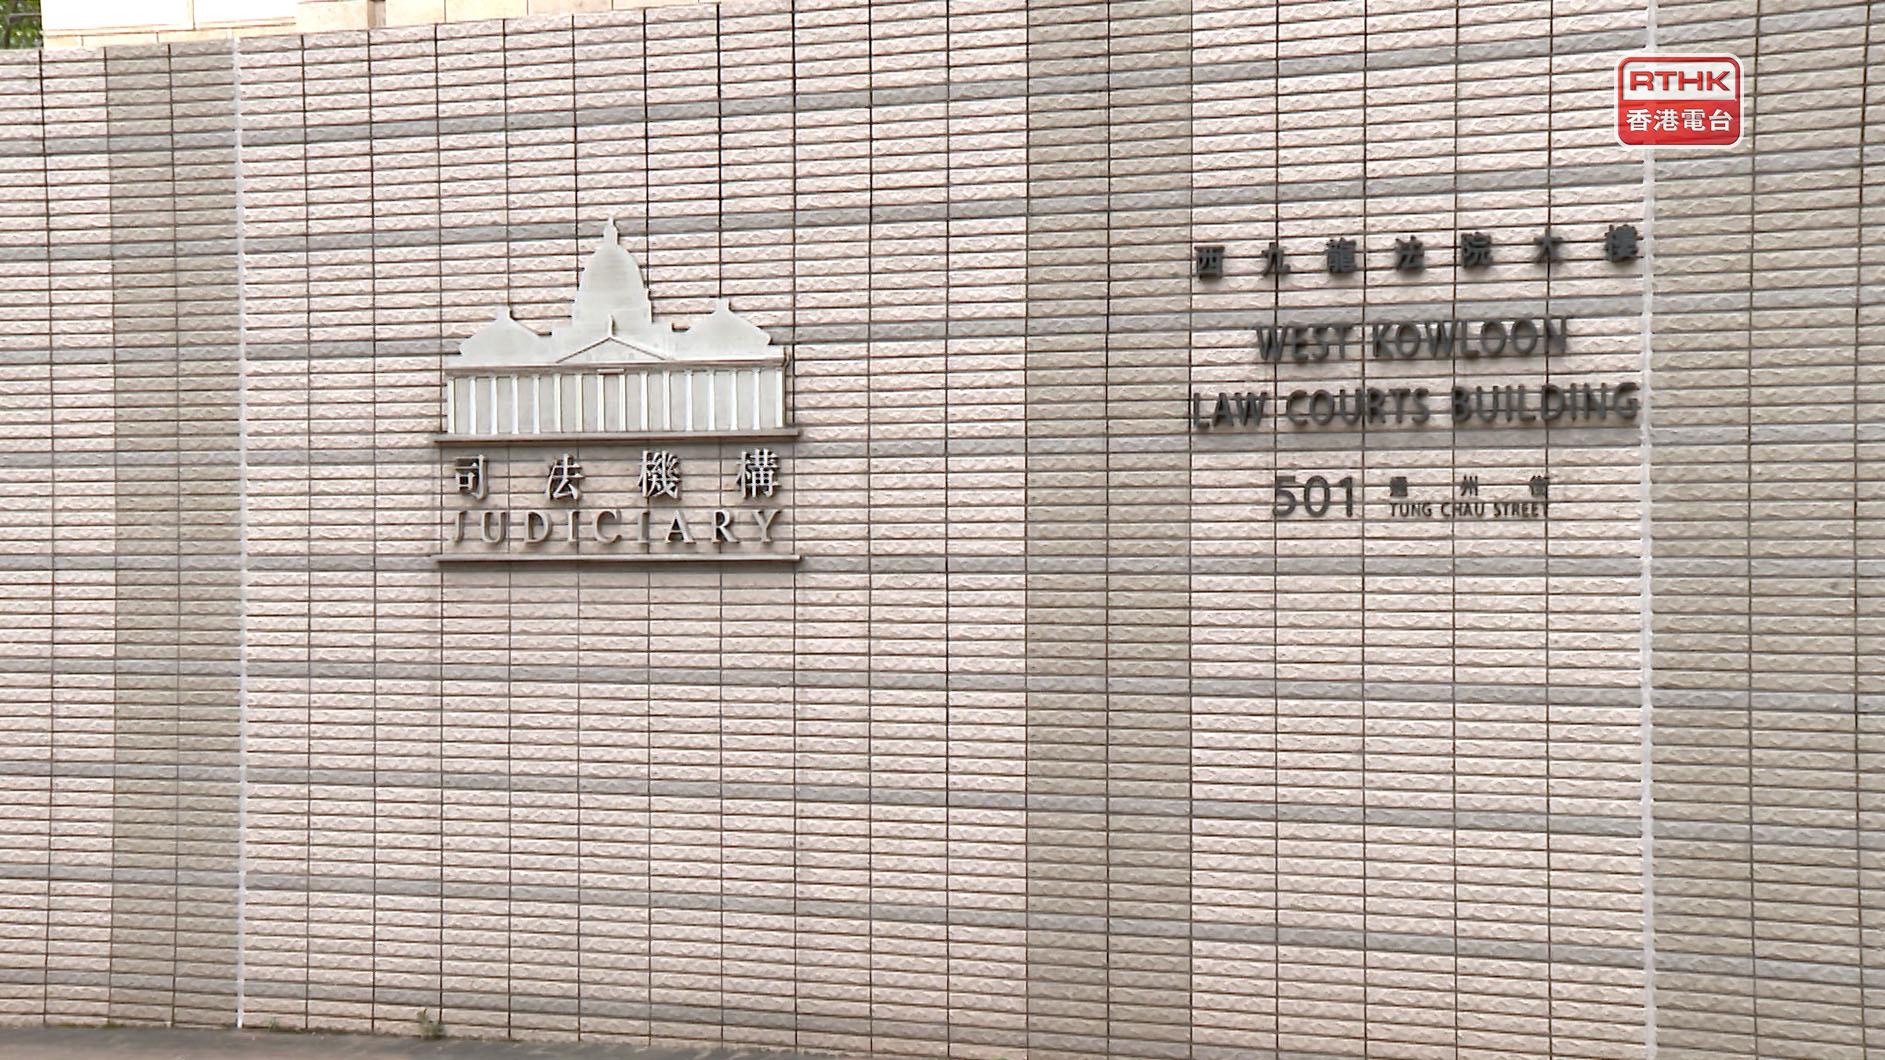 RTHK
香港電台
司法機構
JUDICIARY
西九龍法院大樓
WEST KOWLOON
LAW COURTS BUILDING
501 通州街
TUNG CHAU STREET